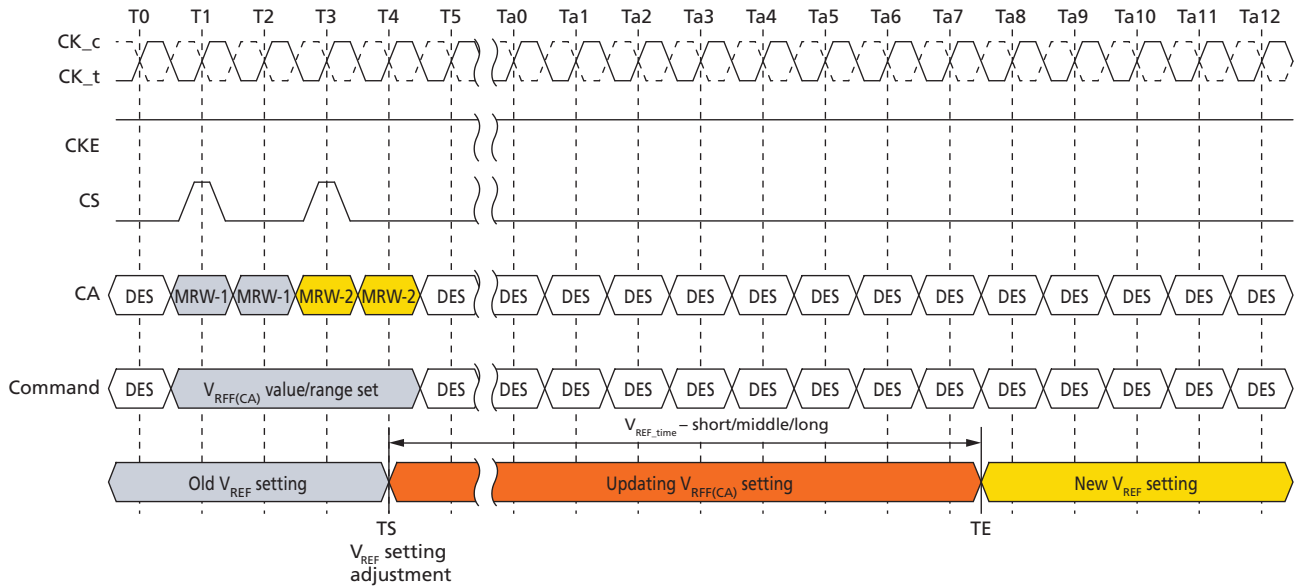 T0 T1 T2 T3 T4 T5 Ta0 Ta1 Ta2 Ta3 Ta4 Ta5 Ta6 Ta7 Ta8 Ta9 Ta10 Ta11 Ta12
CK_c
CK_t
CKE
CS
CA DES MRW-1 MRW-1 MRW-2 MRW-2 DES DES DES DES DES DES DES DES DES DES DES DES DES DES
Command DES VRFF(CA) value/range set DES DES DES DES DES DES DES DES DES DES DES DES DES DES
VREF_time – short/middle/long
Old VREF setting Updating VRFF(CA) setting New VREF setting
TS TE
VREF setting
adjustment